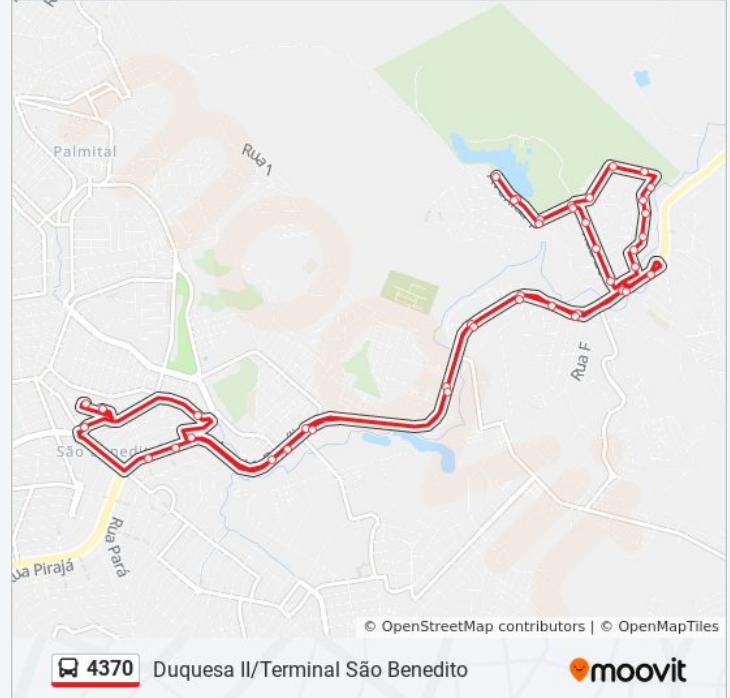 Palmital
Rua 1
Rua F
São Benedito
Rua Pará
ua Pirajá
© OpenStreetMap contributors | © OpenMapTiles
4370 Duquesa II/Terminal São Benedito
moovit